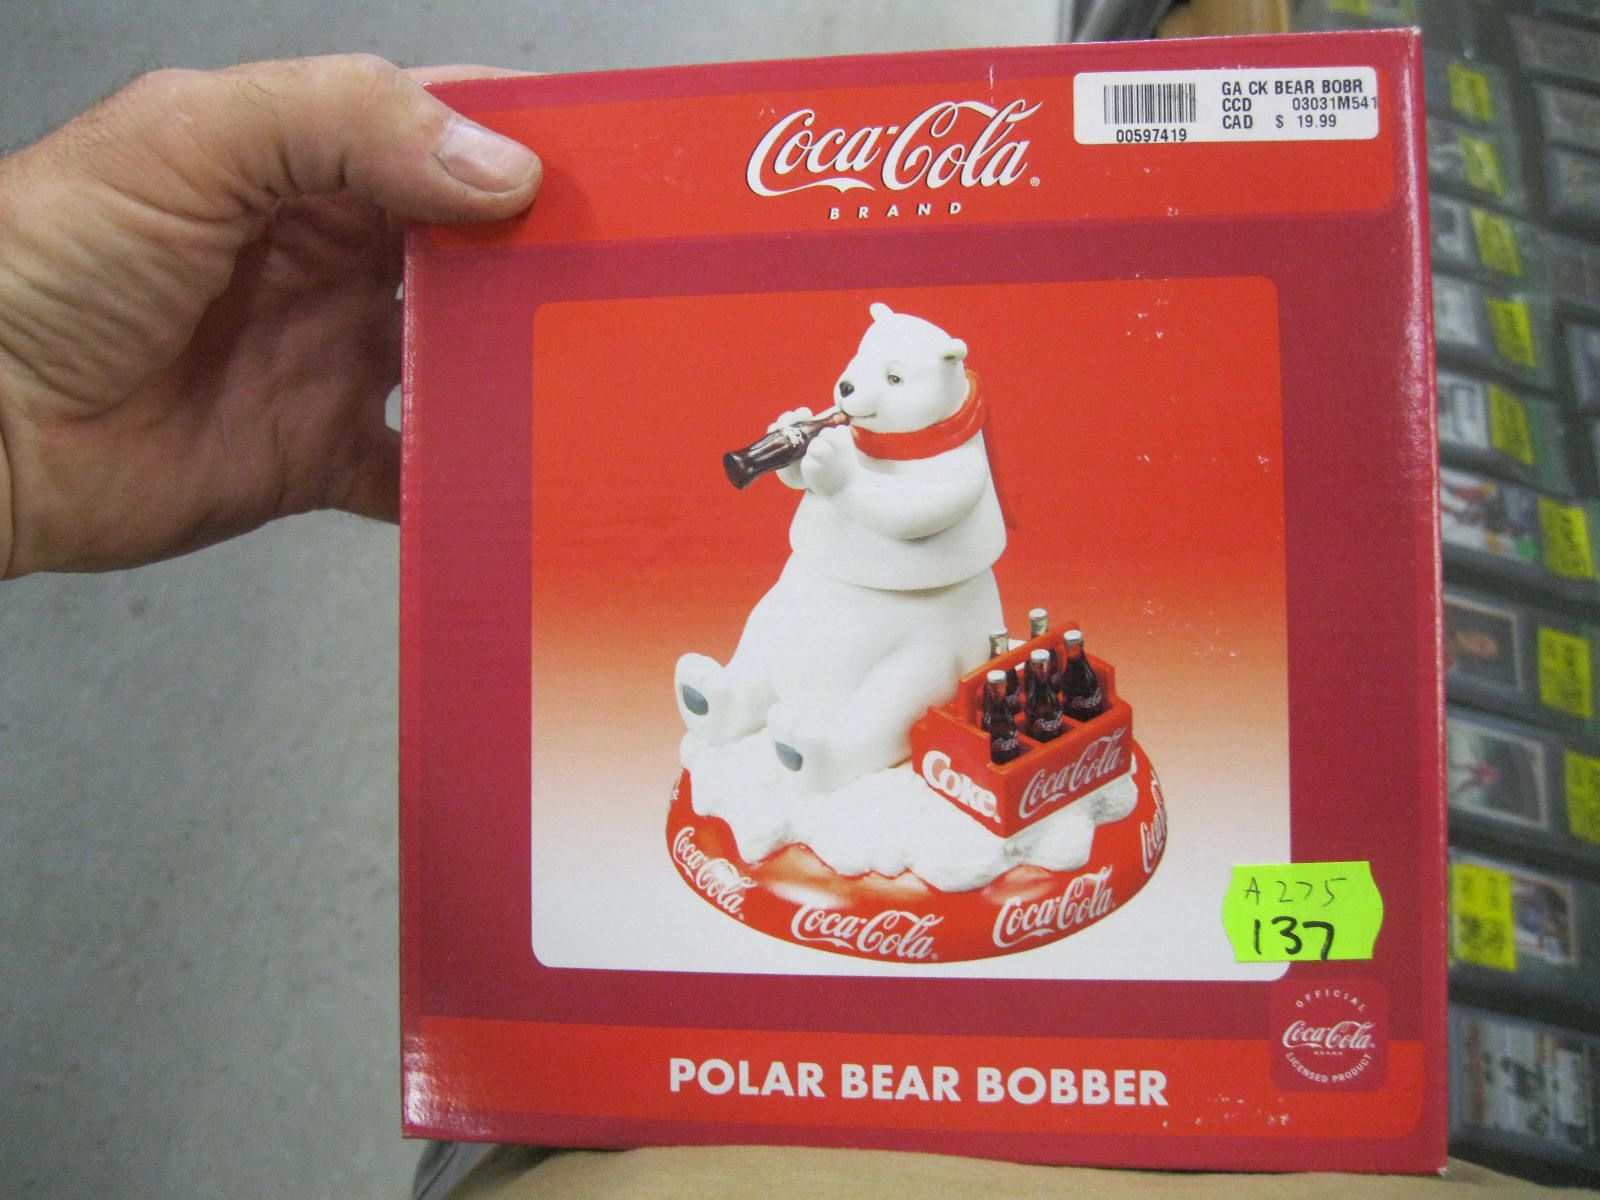 Coca-Cola®
BRAND
GA CK BEAR BOBR
CCD 03031M541
CAD $ 19.99
00597419
Coke
Coca-Cola
Coca-Cola
Coca-Cola
Coca-Cola
A 275
137
OFFICIAL
Coca-Cola
BRAND
LICENSED PRODUCT
POLAR BEAR BOBBER